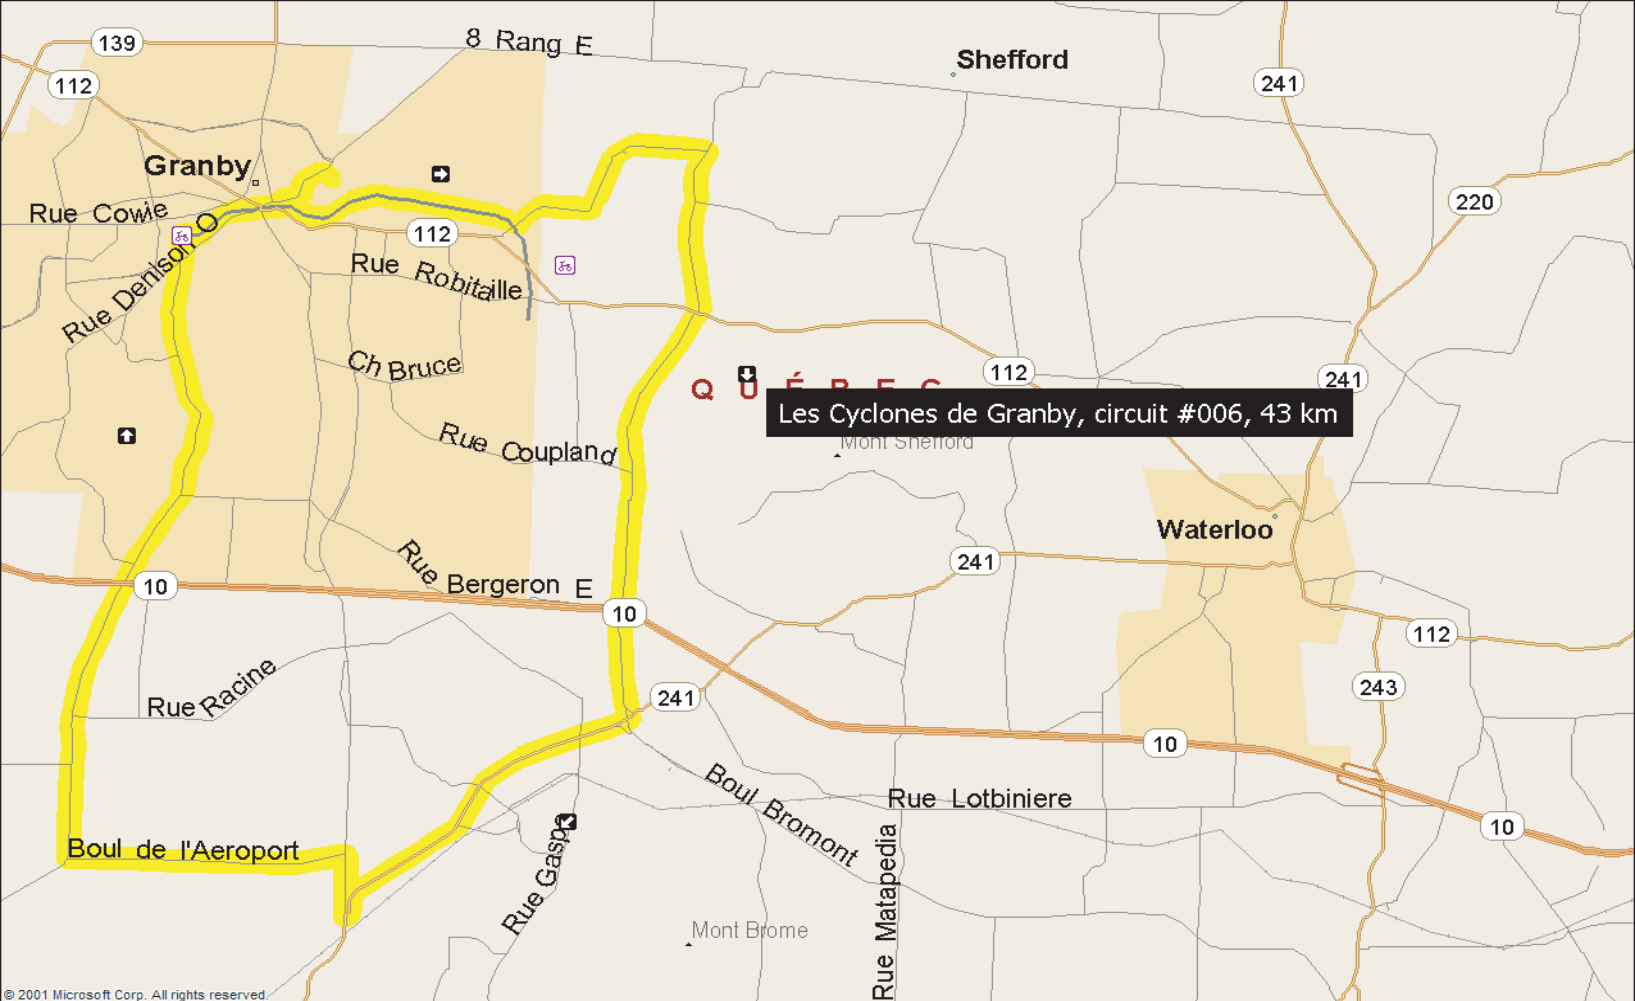 8 Rang E
139
Shefford
112
241
Granby
220
Rue Cowie
112
Rue Denison
Rue Robitaille
Ch Bruce
112
241
QUÉBEC
Les Cyclones de Granby, circuit #006, 43 km
Rue Coupland
Mont Shefford
Waterloo
241
Rue Bergeron E
10
10
112
Rue Racine
241
243
10
Boul Bromont
Rue Lotbiniere
10
Boul de l'Aeroport
Rue Gaspe
Rue Matapedia
Mont Brome
© 2001 Microsoft Corp. All rights reserved.